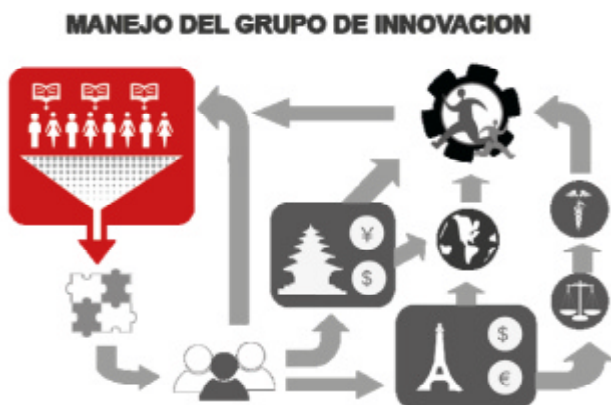 MANEJO DEL GRUPO DE INNOVACION
¥
$
$
€